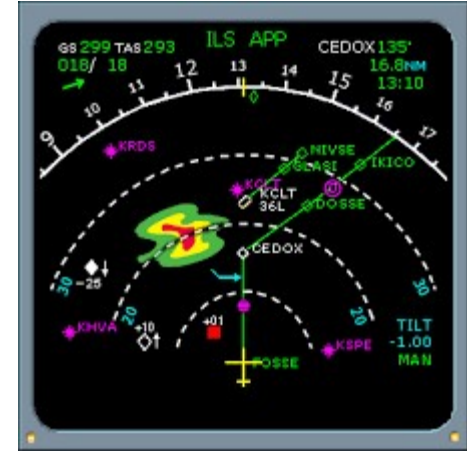 GS 299 TAS 293
ILS APP
CEDOX 135°
018/ 18
16.8NM
13:10
9
10
11
12
13
14
15
16
17
KRDS
NIVSE
GLASI
IKICO
KCLT
KCLT
36L
DOSSE
CEDOX
-25
30
30
20
20
KHVA
+10
+01
KSPE
FOSSE
TILT
-1.00
MAN